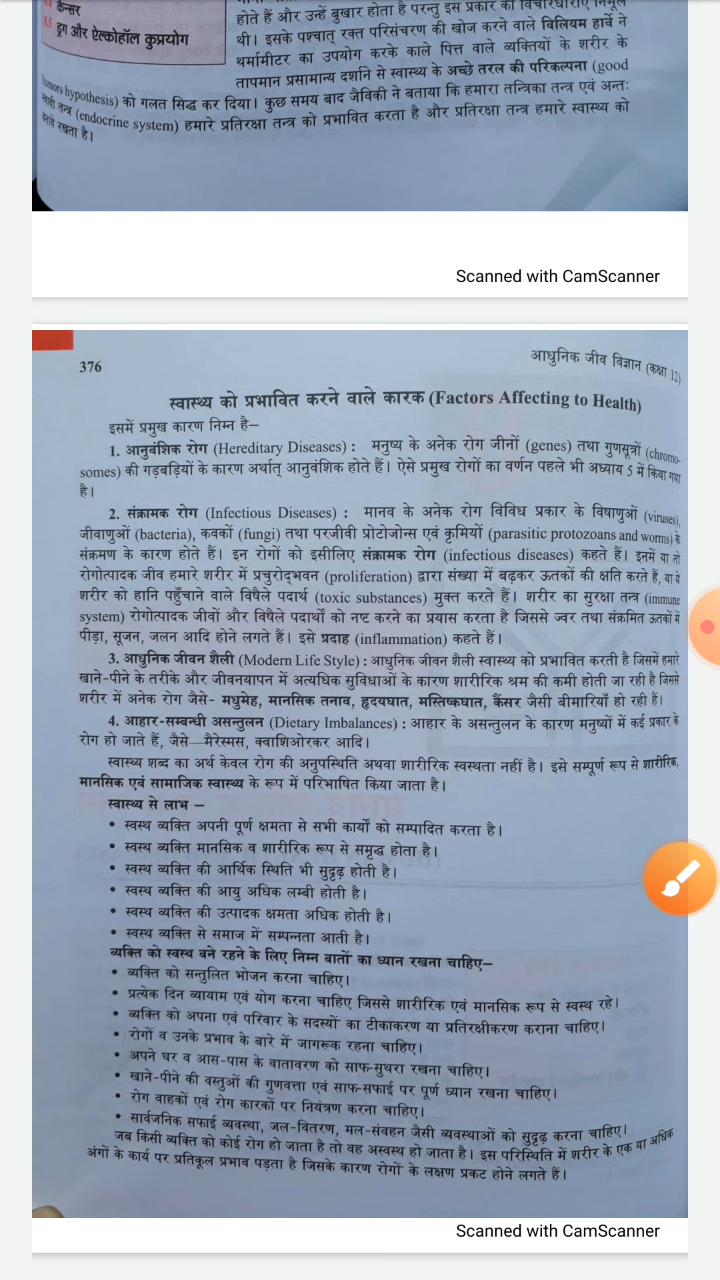 कैन्सर
8.5 ड्रग और ऐल्कोहॉल कुप्रयोग
होते हैं और उन्हें बुखार होता है परन्तु इस प्रकार की
थी। इसके पश्चात् रक्त परिसंचरण की खोज करने वाले विलियम हार्वे ने
थर्मामीटर का उपयोग करके काले पित्त वाले व्यक्तियों के शरीर के
तापमान प्रसामान्य दर्शाने से स्वास्थ्य के अच्छे तरल की परिकल्पना (good
humors hypothesis) को गलत सिद्ध कर दिया। कुछ समय बाद जैविकी ने बताया कि हमारा तन्त्रिका तन्त्र एवं अन्तः
तन्त्र (endocrine system) हमारे प्रतिरक्षा तन्त्र को प्रभावित करता है और प्रतिरक्षा तन्त्र हमारे स्वास्थ्य को
बनाये रखता है।
Scanned with CamScanner
376
आधुनिक जीव विज्ञान (कक्षा 12)
स्वास्थ्य को प्रभावित करने वाले कारक (Factors Affecting to Health)
इसमें प्रमुख कारण निम्न है–
1. आनुवंशिक रोग (Hereditary Diseases) : मनुष्य के अनेक रोग जीनों (genes) तथा गुणसूत्रों (chromo-
somes) की गड़बड़ियों के कारण अर्थात् आनुवंशिक होते हैं। ऐसे प्रमुख रोगों का वर्णन पहले भी अध्याय 5 में किया गया
है।
2. संक्रामक रोग (Infectious Diseases) : मानव के अनेक रोग विविध प्रकार के विषाणुओं (viruses),
जीवाणुओं (bacteria), कवकों (fungi) तथा परजीवी प्रोटोजोन्स एवं कृमियों (parasitic protozoans and worms) के
संक्रमण के कारण होते हैं। इन रोगों को इसीलिए संक्रामक रोग (infectious diseases) कहते हैं। इनमें या तो
रोगोत्पादक जीव हमारे शरीर में प्रचुरोद्भवन (proliferation) द्वारा संख्या में बढ़कर ऊतकों की क्षति करते हैं, या ये
शरीर को हानि पहुँचाने वाले विषैले पदार्थ (toxic substances) मुक्त करते हैं। शरीर का सुरक्षा तन्त्र (immune
system) रोगोत्पादक जीवों और विषैले पदार्थों को नष्ट करने का प्रयास करता है जिससे ज्वर तथा संक्रमित ऊतकों में
पीड़ा, सूजन, जलन आदि होने लगते हैं। इसे प्रदाह (inflammation) कहते हैं।
3. आधुनिक जीवन शैली (Modern Life Style) : आधुनिक जीवन शैली स्वास्थ्य को प्रभावित करती है जिसमें हमारे
खाने-पीने के तरीके और जीवनयापन में अत्यधिक सुविधाओं के कारण शारीरिक श्रम की कमी होती जा रही है जिससे
शरीर में अनेक रोग जैसे- मधुमेह, मानसिक तनाव, हृदयघात, मस्तिष्कघात, कैंसर जैसी बीमारियाँ हो रही हैं।
4. आहार-सम्बन्धी असन्तुलन (Dietary Imbalances) : आहार के असन्तुलन के कारण मनुष्यों में कई प्रकार के
रोग हो जाते हैं, जैसे—मैरेस्मस, क्वाशिओरकर आदि।
स्वास्थ्य शब्द का अर्थ केवल रोग की अनुपस्थिति अथवा शारीरिक स्वस्थता नहीं है। इसे सम्पूर्ण रूप से शारीरिक,
मानसिक एवं सामाजिक स्वास्थ्य के रूप में परिभाषित किया जाता है।
स्वास्थ्य से लाभ –
• स्वस्थ व्यक्ति अपनी पूर्ण क्षमता से सभी कार्यों को सम्पादित करता है।
• स्वस्थ व्यक्ति मानसिक व शारीरिक रूप से समृद्ध होता है।
• स्वस्थ व्यक्ति की आर्थिक स्थिति भी सुदृढ़ होती है।
• स्वस्थ व्यक्ति की आयु अधिक लम्बी होती है।
• स्वस्थ व्यक्ति की उत्पादक क्षमता अधिक होती है।
• स्वस्थ व्यक्ति से समाज में सम्पन्नता आती है।
व्यक्ति को स्वस्थ बने रहने के लिए निम्न बातों का ध्यान रखना चाहिए–
• व्यक्ति को सन्तुलित भोजन करना चाहिए।
• प्रत्येक दिन व्यायाम एवं योग करना चाहिए जिससे शारीरिक एवं मानसिक रूप से स्वस्थ रहे।
• व्यक्ति को अपना एवं परिवार के सदस्यों का टीकाकरण या प्रतिरक्षीकरण कराना चाहिए।
• रोगों व उनके प्रभाव के बारे में जागरूक रहना चाहिए।
• अपने घर व आस-पास के वातावरण को साफ-सुथरा रखना चाहिए।
• खाने-पीने की वस्तुओं की गुणवत्ता एवं साफ-सफाई पर पूर्ण ध्यान रखना चाहिए।
• रोग वाहकों एवं रोग कारकों पर नियंत्रण करना चाहिए।
• सार्वजनिक सफाई व्यवस्था, जल-वितरण, मल-संवहन जैसी व्यवस्थाओं को सुदृढ़ करना चाहिए।
जब किसी व्यक्ति को कोई रोग हो जाता है तो वह अस्वस्थ हो जाता है। इस परिस्थिति में शरीर के एक या अधिक
अंगों के कार्य पर प्रतिकूल प्रभाव पड़ता है जिसके कारण रोगों के लक्षण प्रकट होने लगते हैं।
Scanned with CamScanner